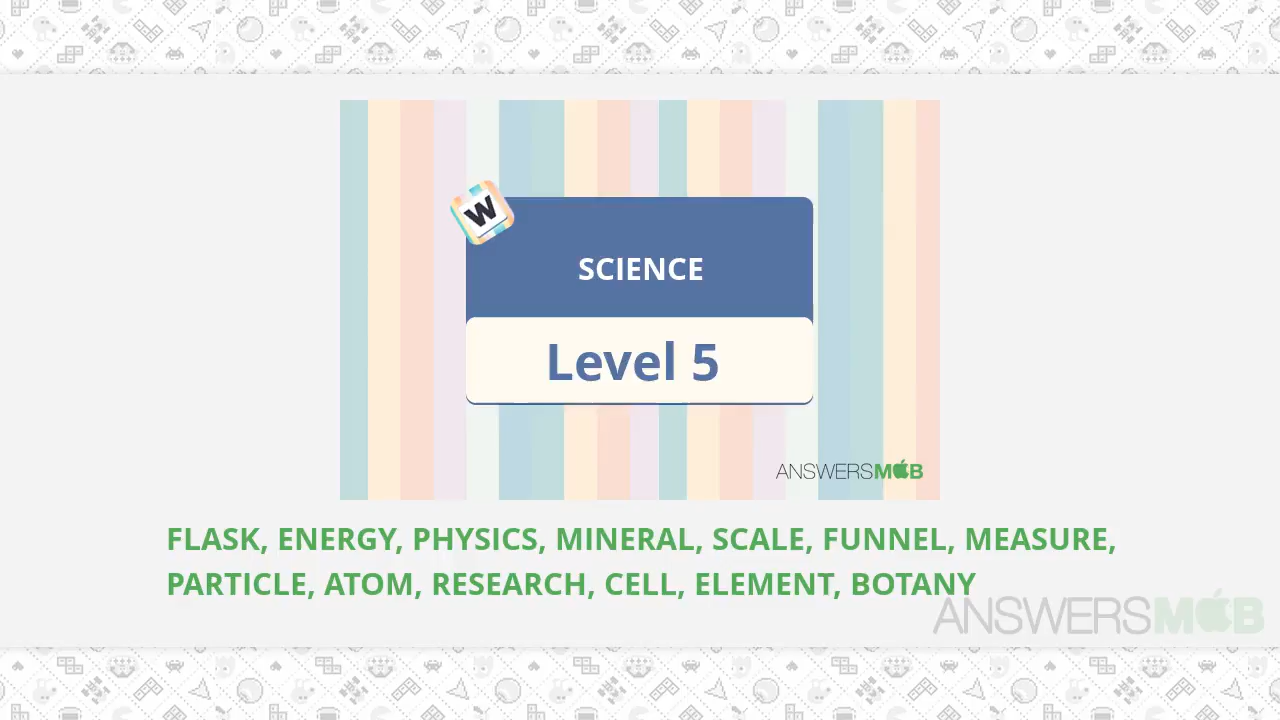 W
SCIENCE
Level 5
ANSWERSMOB
FLASK, ENERGY, PHYSICS, MINERAL, SCALE, FUNNEL, MEASURE,
PARTICLE, ATOM, RESEARCH, CELL, ELEMENT, BOTANY
ANSWERSMOB